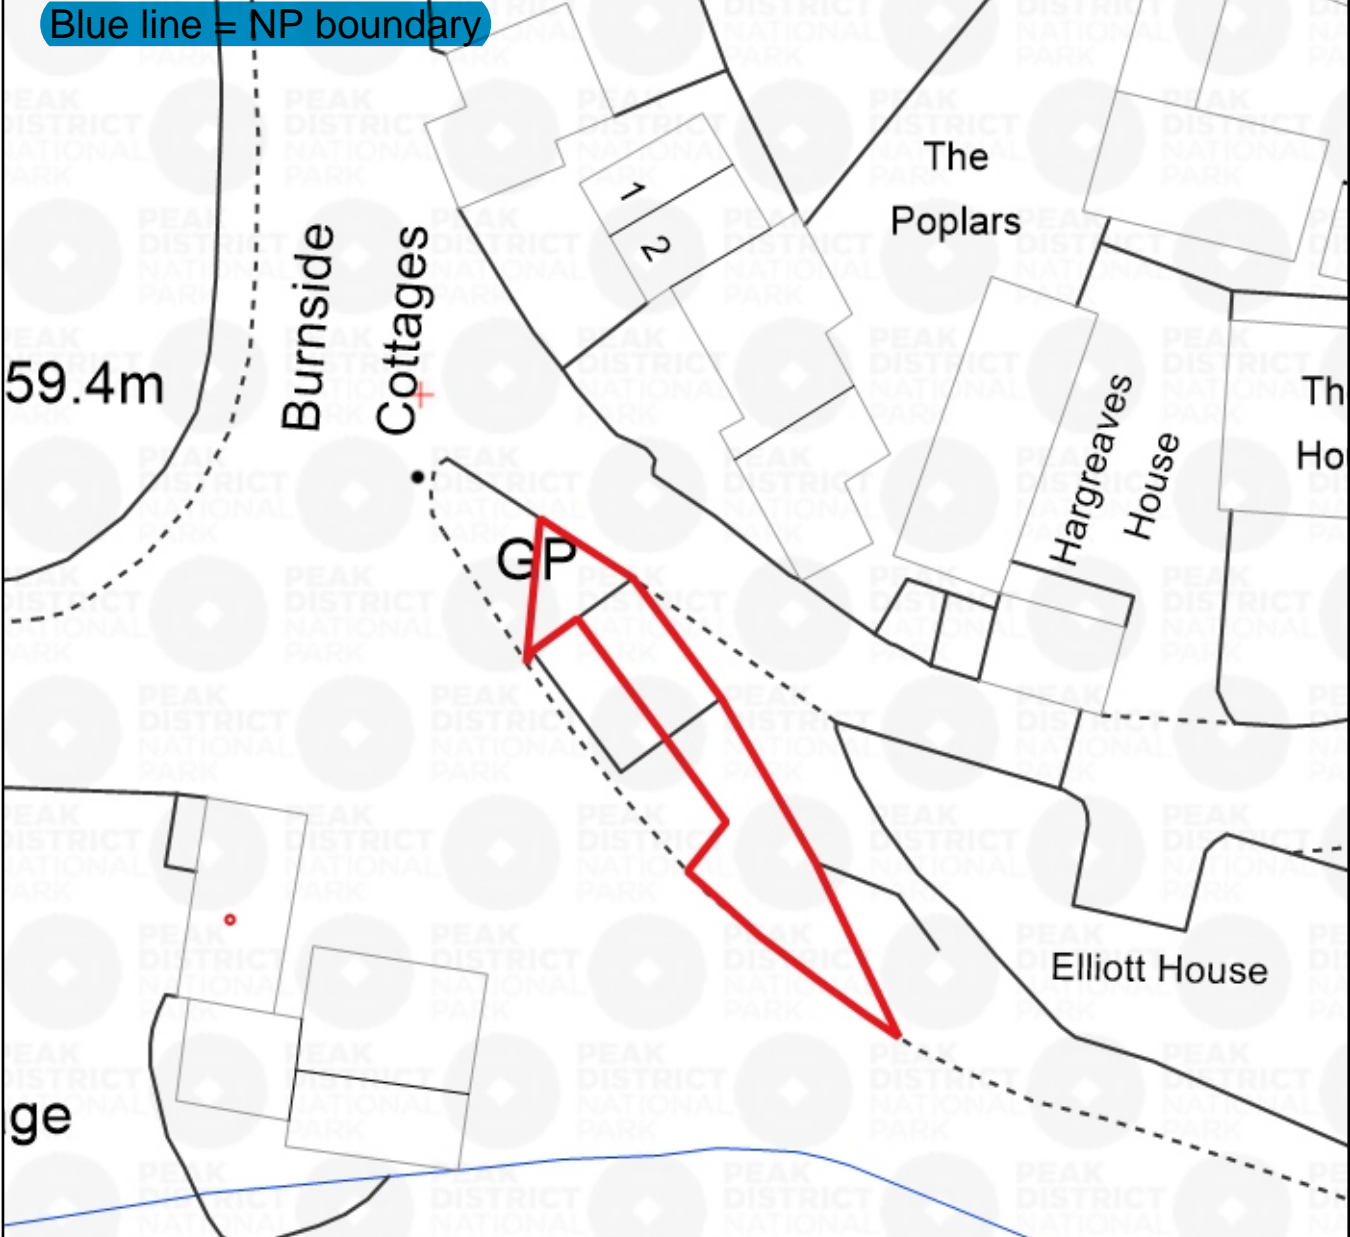 Blue line = NP boundary
The
Poplars
1
2
Burnside
Cottages
59.4m
Hargreaves
House
Th
Ho
GP
Elliott House
ge
PEAK
DISTRICT
NATIONAL
PARK